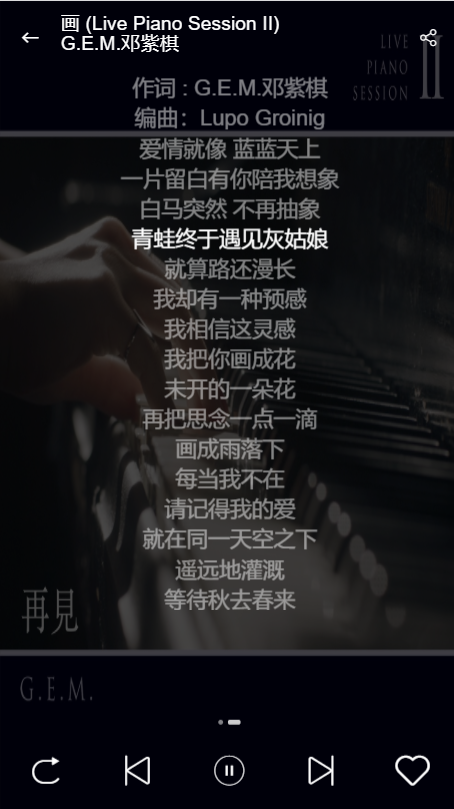 画 (Live Piano Session II)
G.E.M.邓紫棋
LIVE
PIANO
SESSION
II
作词 : G.E.M.邓紫棋
编曲：Lupo Groinig
爱情就像 蓝蓝天上
一片留白有你陪我想象
白马突然 不再抽象
青蛙终于遇见灰姑娘
就算路还漫长
我却有一种预感
我相信这灵感
我把你画成花
未开的一朵花
再把思念一点一滴
画成雨落下
每当我不在
请记得我的爱
就在同一天空之下
遥远地灌溉
等待秋去春来
再見
G.E.M.